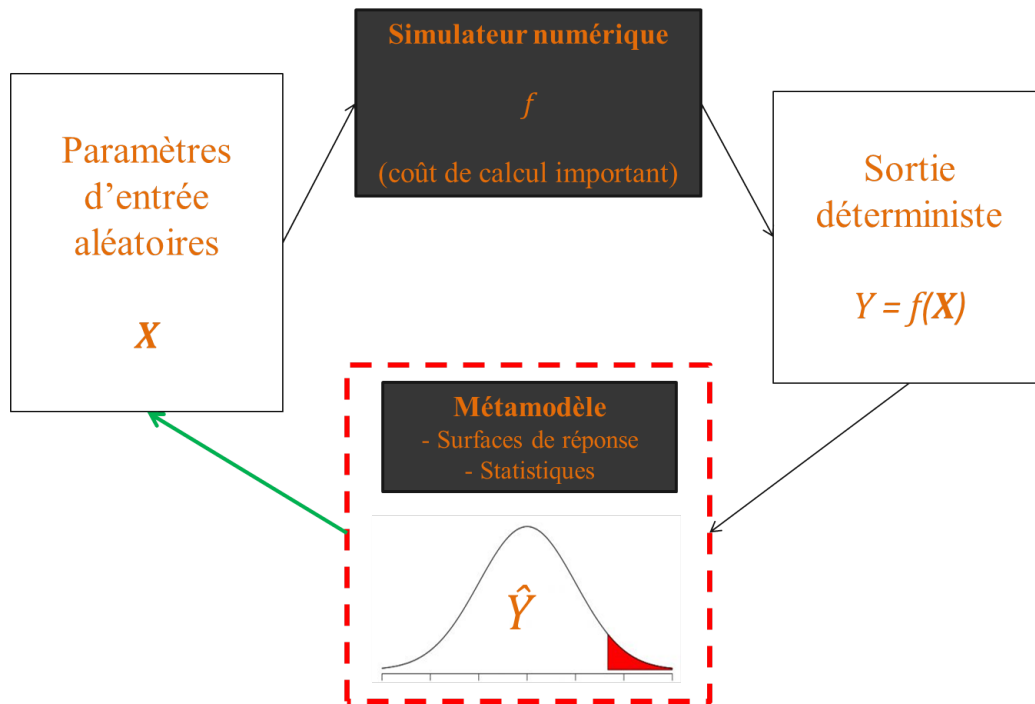 Simulateur numérique
f
(coût de calcul important)
Paramètres
d’entrée
aléatoires
X
Sortie
déterministe
Y = f(X)
Métamodèle
- Surfaces de réponse
- Statistiques
Ŷ